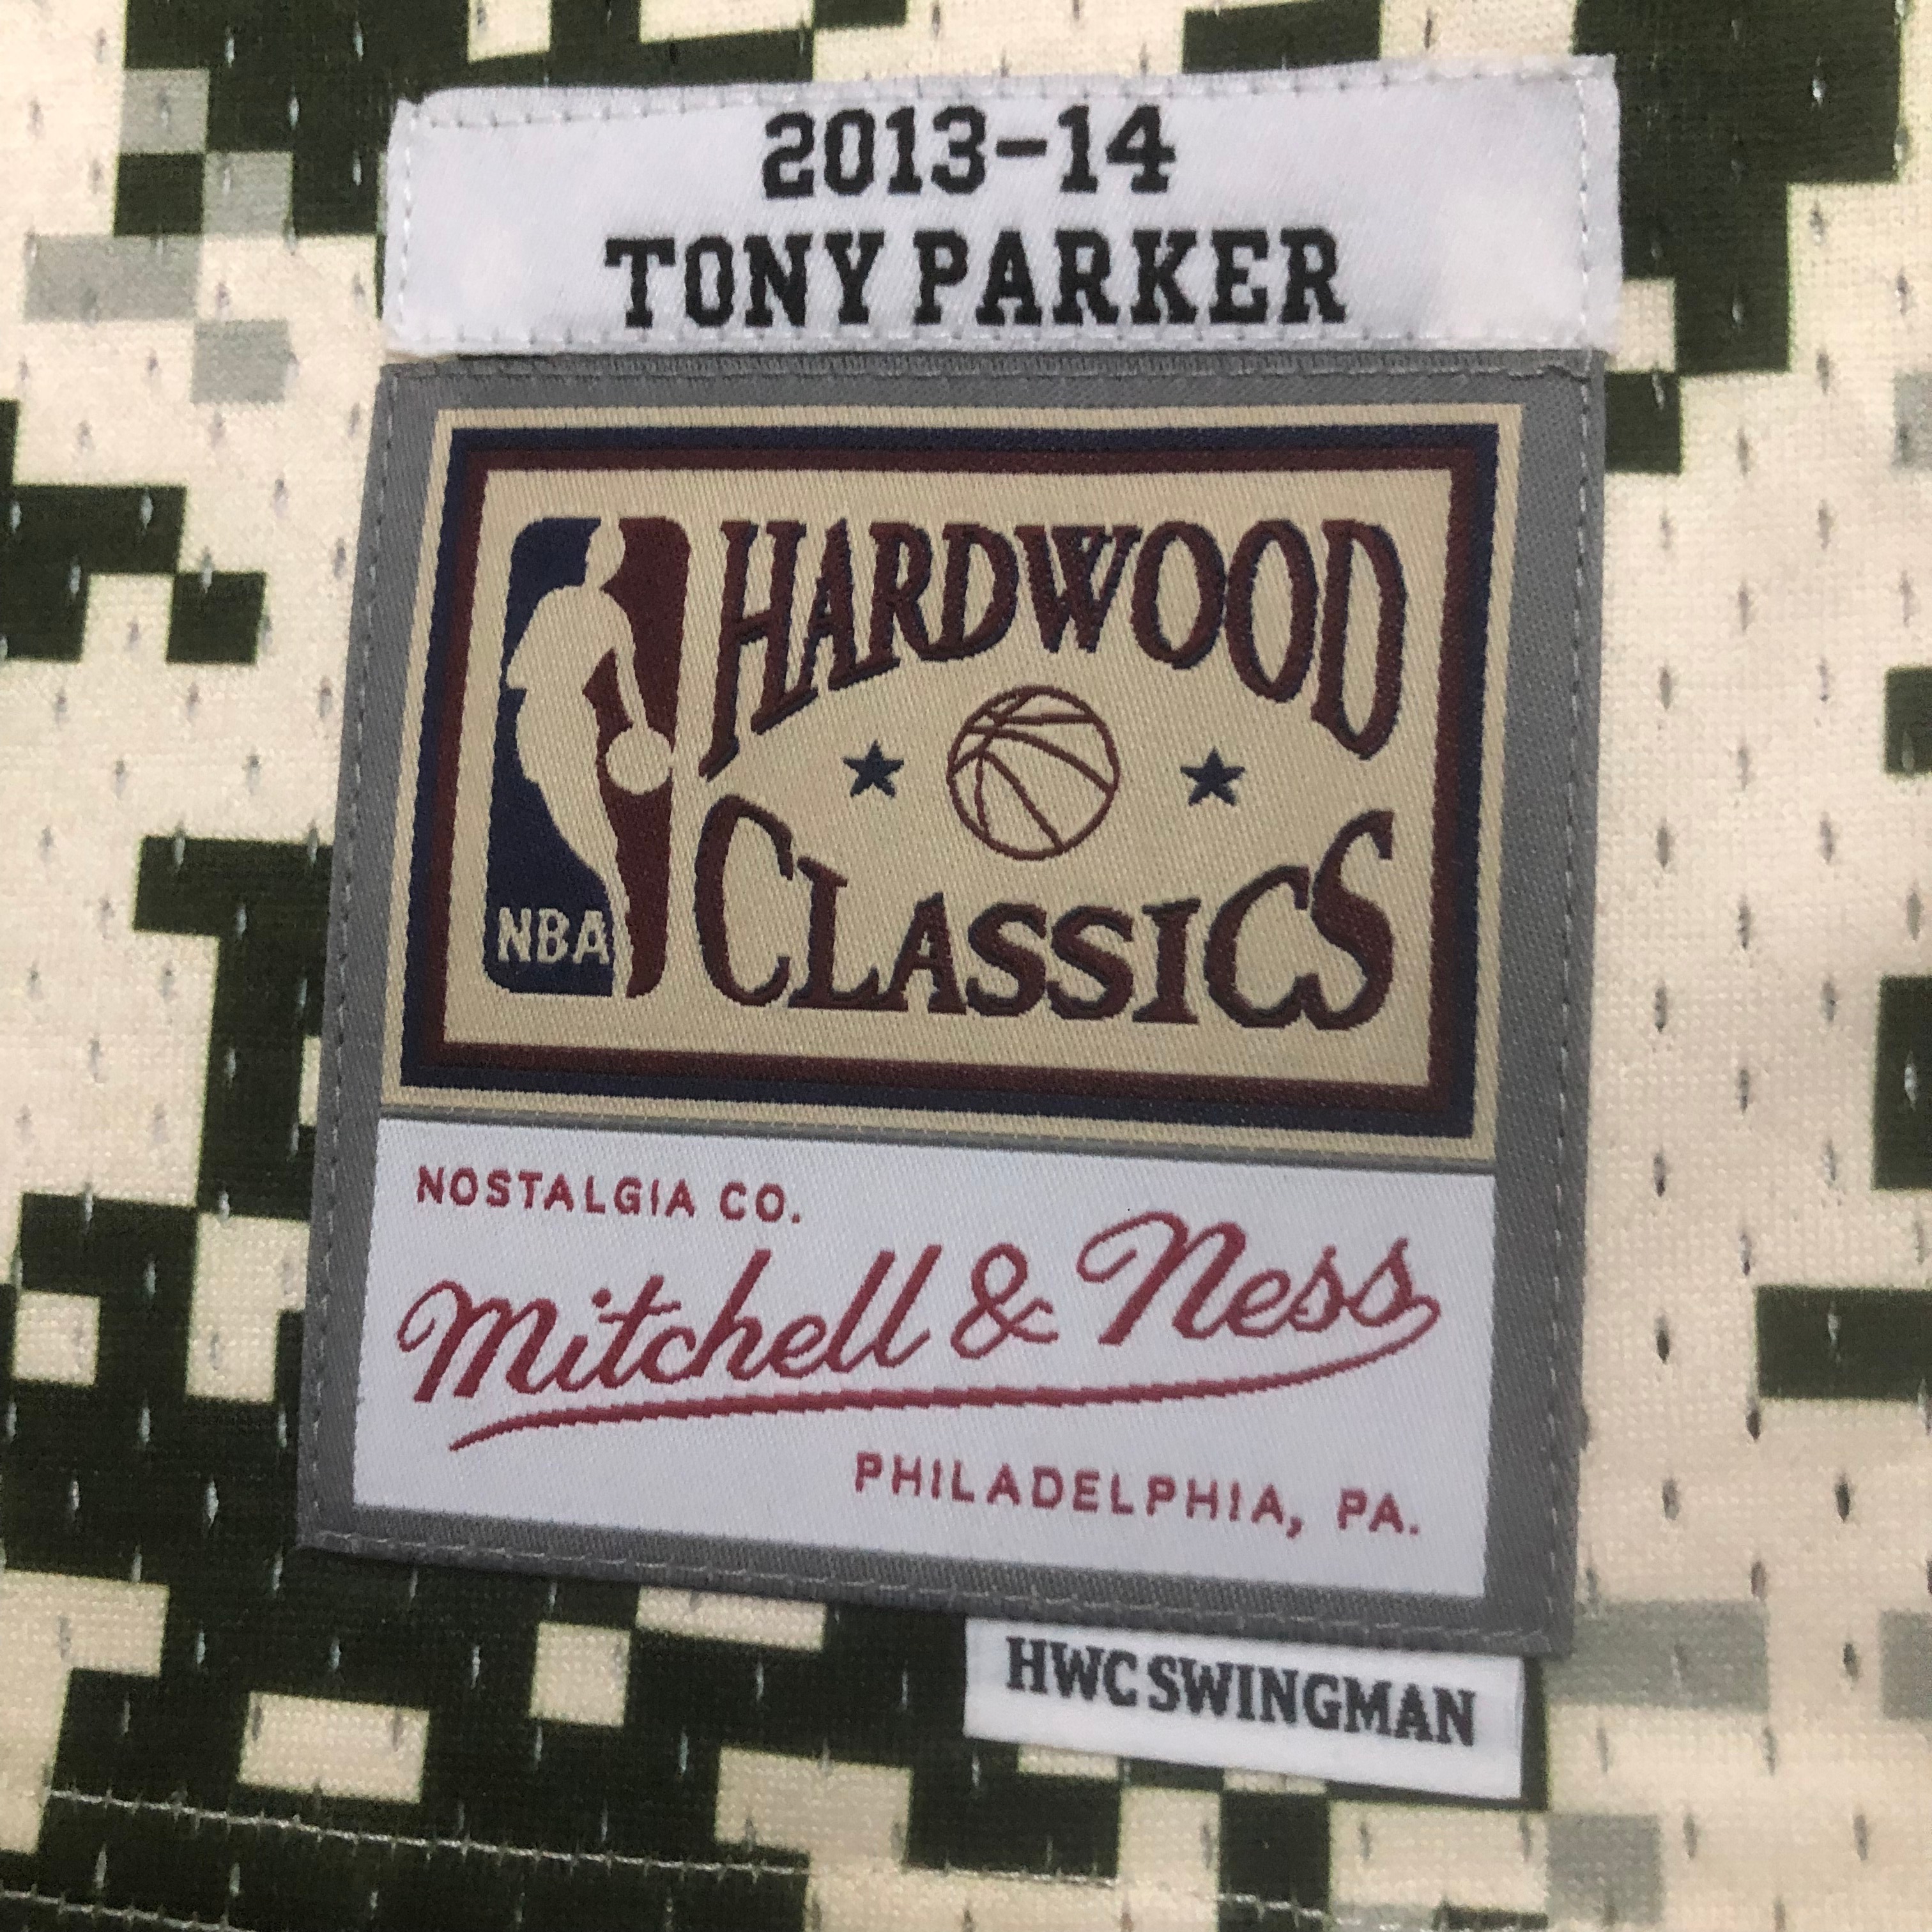 2013-14
TONY PARKER
HARDWOOD
CLASSICS
NBA
NOSTALGIA CO.
Mitchell & Ness
PHILADELPHIA, PA.
HWC SWINGMAN